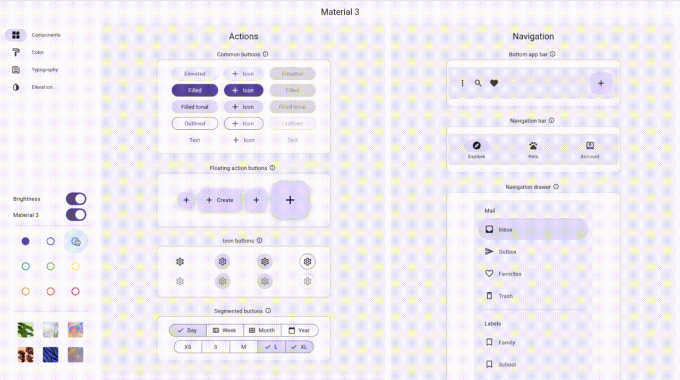 Material 3
Components
Color
Typography
Elevation
Brightness
Material 3
Actions
Common buttons
Elevated
Icon
Elevated
Filled
Icon
Filled
Filled tonal
Icon
Filled tonal
Outlined
Icon
Outlined
Text
Icon
Text
Floating action buttons
Create
Icon buttons
Segmented buttons
Day
Week
Month
Year
XS
S
M
L
XL
Navigation
Bottom app bar
Navigation bar
Explore
Pets
Account
Navigation drawer
Mail
Inbox
Outbox
Favorites
Trash
Labels
Family
School